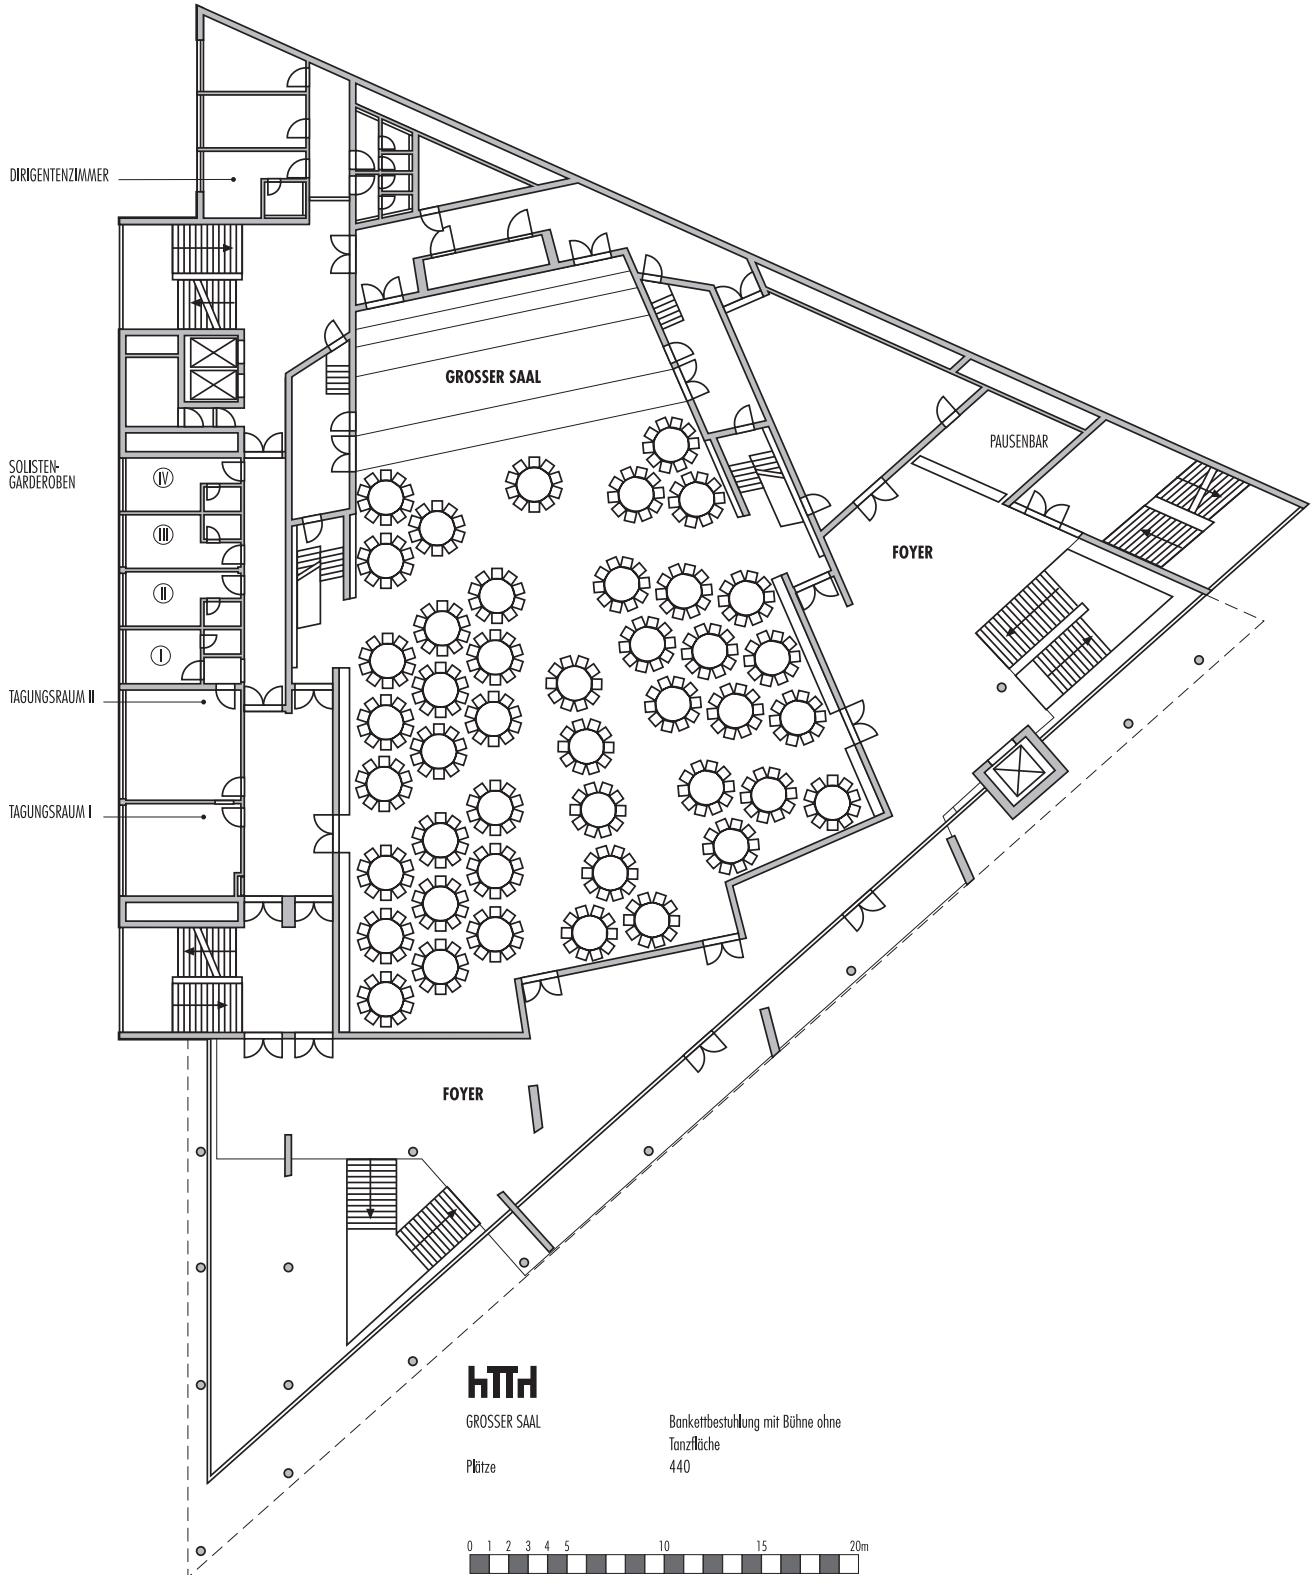 DIRIGENTENZIMMER
GROSSER SAAL
SOLISTEN-
GARDEROBEN
IV
III
II
I
PAUSENBAR
FOYER
TAGUNGSRAUM II
TAGUNGSRAUM I
FOYER
GROSSER SAAL
Bankettbestuhlung mit Bühne ohne
Tanzfläche
Plätze
440
0 1 2 3 4 5 10 15 20m